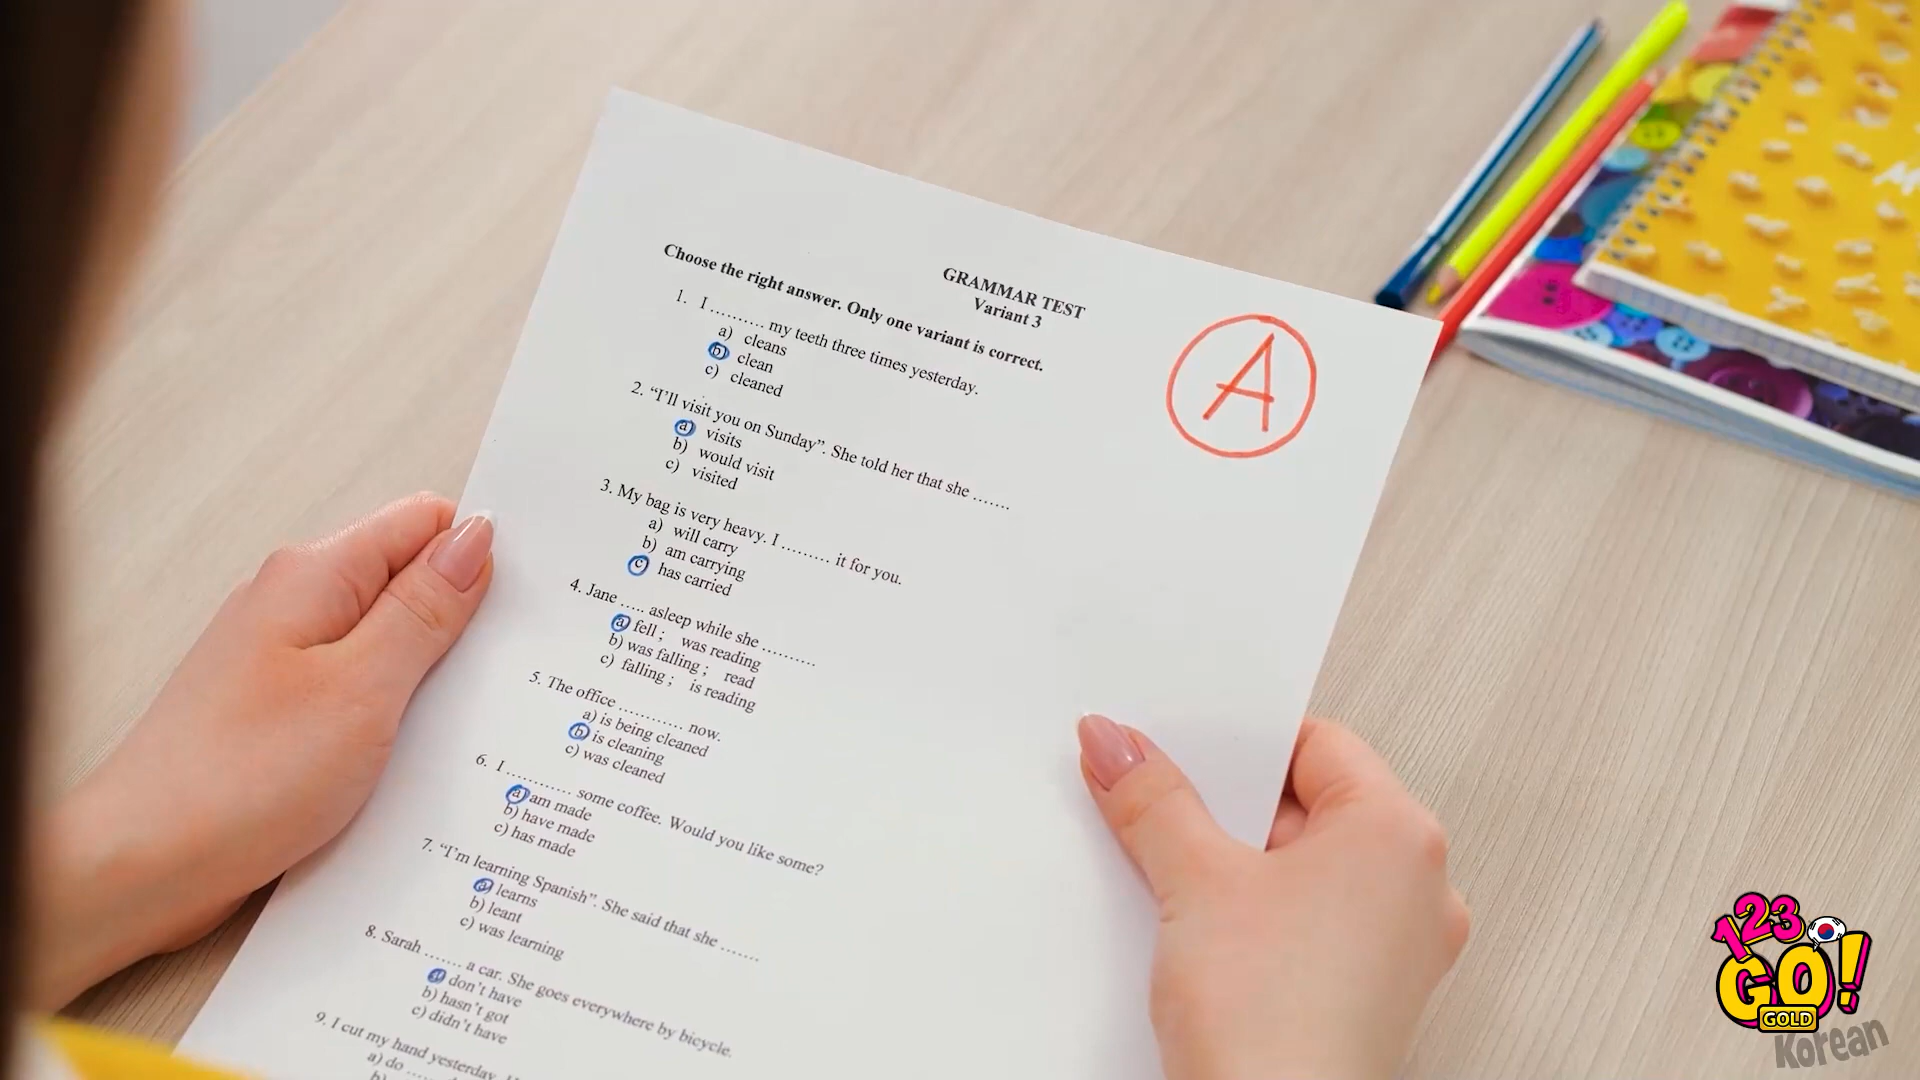 GRAMMAR TEST
Variant 3
Choose the right answer. Only one variant is correct.
A
1. I .......... my teeth three times yesterday.
a) cleans
b) clean
c) cleaned
2. “I’ll visit you on Sunday”. She told her that she .......
a) visits
b) would visit
c) visited
3. My bag is very heavy. I ......... it for you.
a) will carry
b) am carrying
c) has carried
4. Jane ..... asleep while she ..........
a) fell ; was reading
b) was falling ; read
c) falling ; is reading
5. The office ............ now.
a) is being cleaned
b) is cleaning
c) was cleaned
6. I ............ some coffee. Would you like some?
a) am made
b) have made
c) has made
7. “I’m learning Spanish”. She said that she .......
a) learns
b) leant
c) was learning
8. Sarah ....... a car. She goes everywhere by bicycle.
a) don’t have
b) hasn’t got
c) didn’t have
9. I cut my hand yesterday.
a) do ......
123
GO!
GOLD
Korean